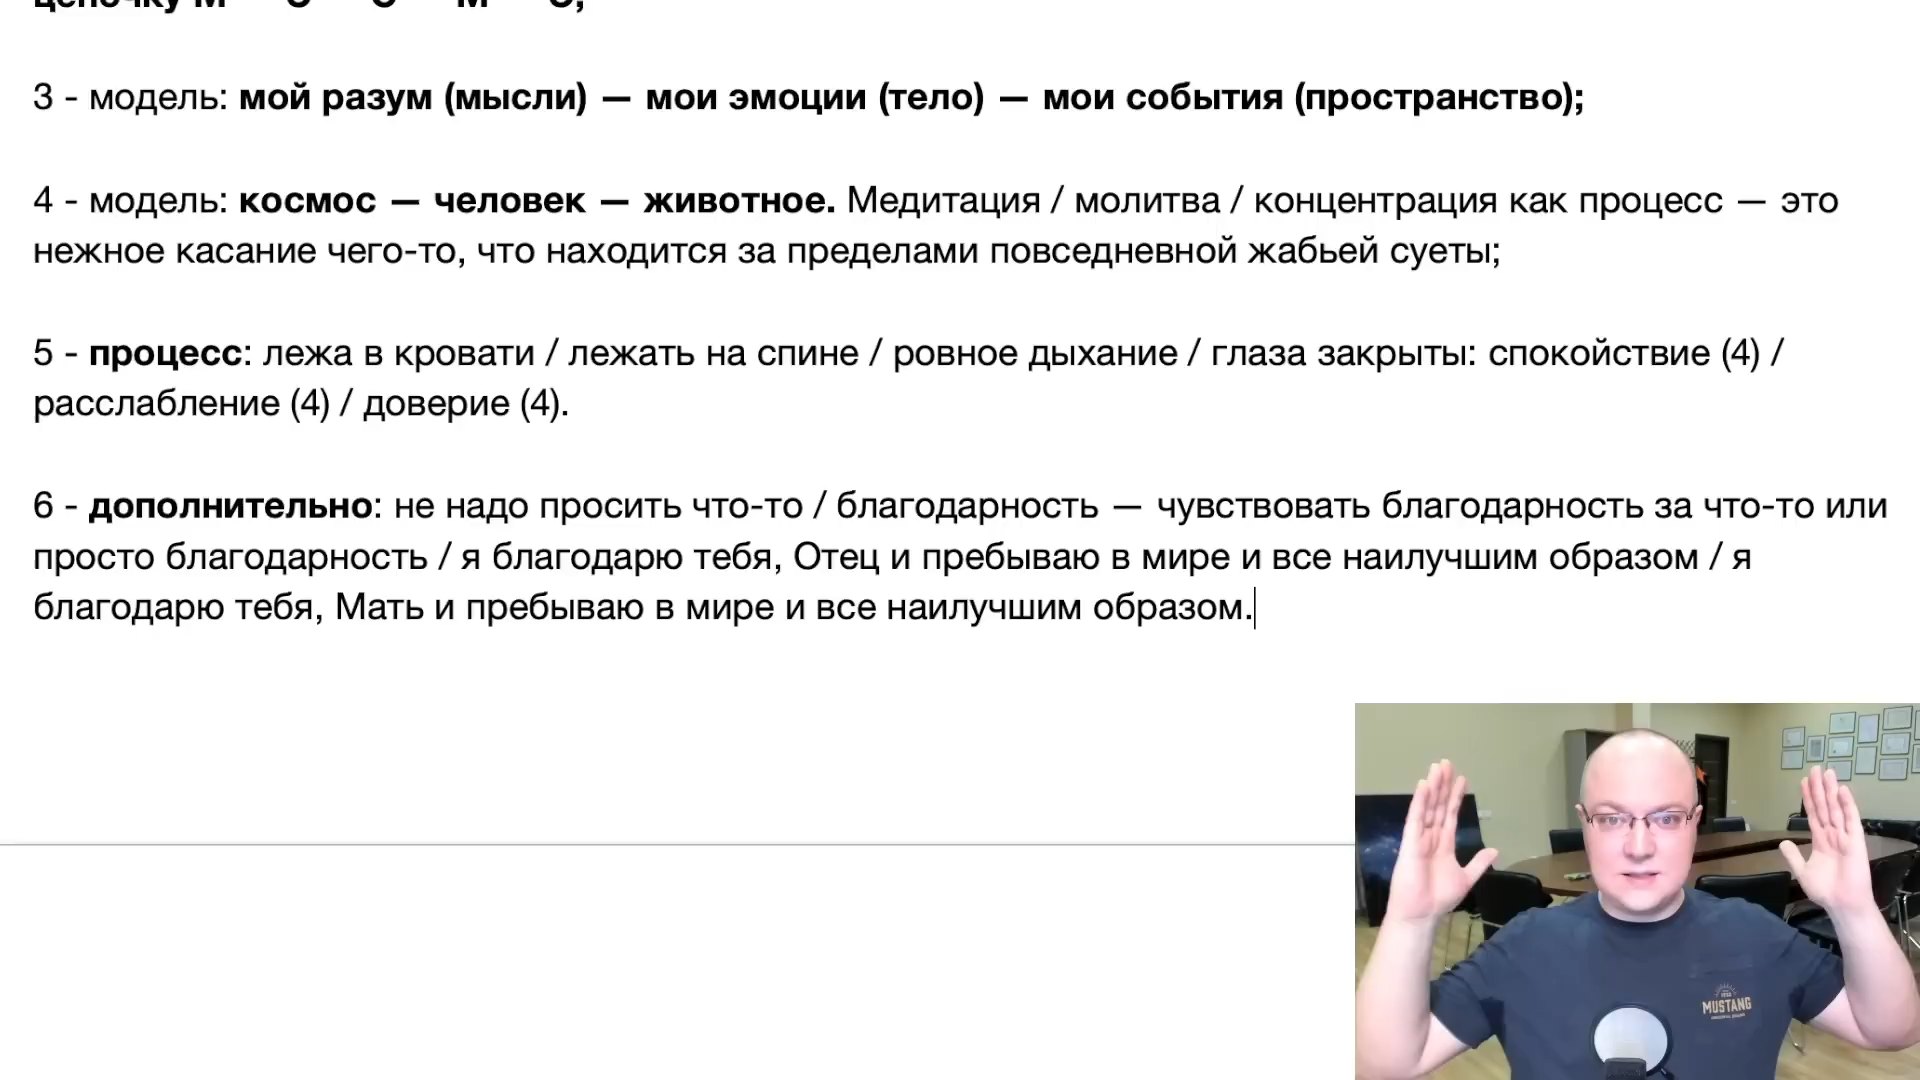 3 - модель: мой разум (мысли) — мои эмоции (тело) — мои события (пространство);
4 - модель: космос — человек — животное. Медитация / молитва / концентрация как процесс — это
нежное касание чего-то, что находится за пределами повседневной жабьей суеты;
5 - процесс: лежа в кровати / лежать на спине / ровное дыхание / глаза закрыты: спокойствие (4) /
расслабление (4) / доверие (4).
6 - дополнительно: не надо просить что-то / благодарность — чувствовать благодарность за что-то или
просто благодарность / я благодарю тебя, Отец и пребываю в мире и все наилучшим образом / я
благодарю тебя, Мать и пребываю в мире и все наилучшим образом.
MUSTANG